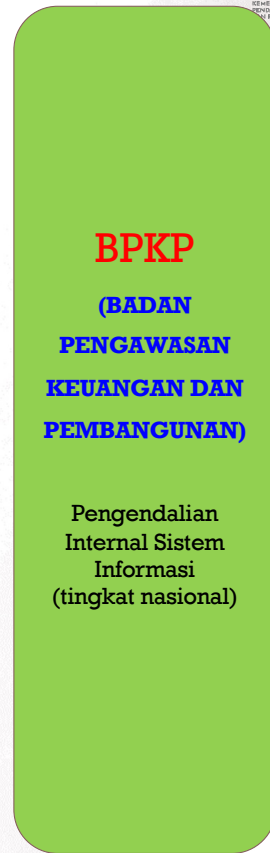 BPKP
(BADAN
PENGAWASAN
KEUANGAN DAN
PEMBANGUNAN)
Pengendalian
Internal Sistem
Informasi
(tingkat nasional)